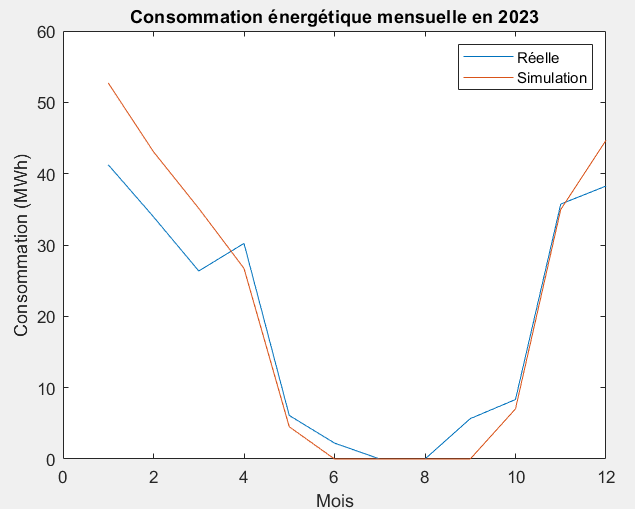 Consommation énergétique mensuelle en 2023
Réelle
Simulation
Consommation (MWh)
60
50
40
30
20
10
0
0 2 4 6 8 10 12
Mois